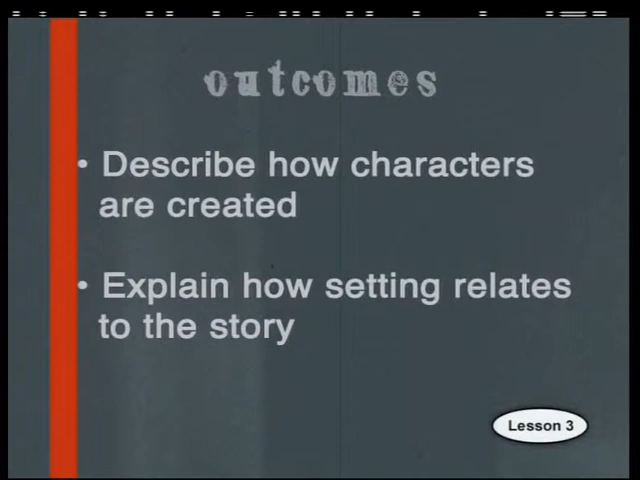 outcomes
• Describe how characters
are created
• Explain how setting relates
to the story
Lesson 3